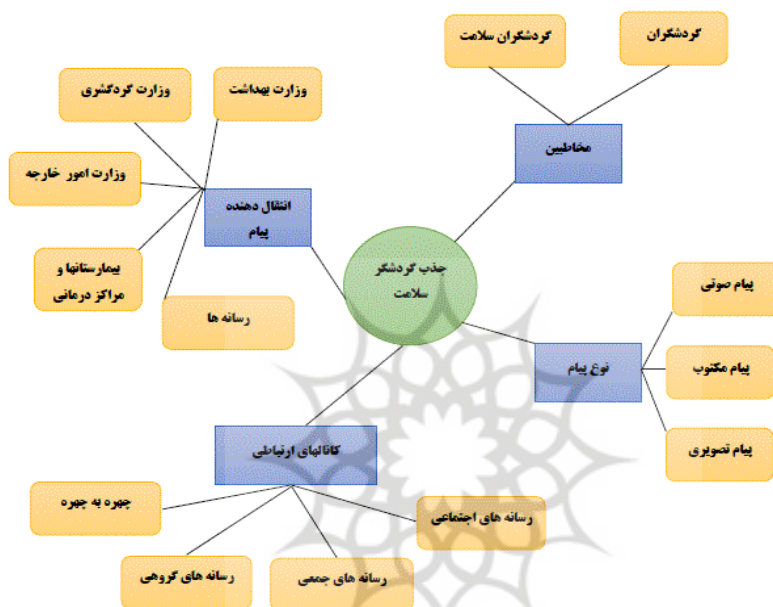 گردشگران
گردشگران سلامت
مخاطبین
وزارت بهداشت
وزارت گردشگری
وزارت امور خارجه
بیمارستانها و
مراکز درمانی
رسانه ها
انتقال دهنده
پیام
جذب گردشگر
سلامت
پیام صوتی
پیام مکتوب
پیام تصویری
نوع پیام
کانالهای ارتباطی
رسانه های اجتماعی
رسانه های جمعی
رسانه های گروهی
چهره به چهره